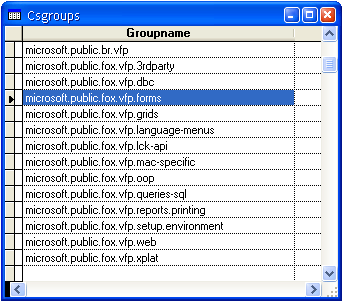 Csgroups
Groupname
microsoft.public.br.vfp
microsoft.public.fox.vfp.3rdparty
microsoft.public.fox.vfp.dbc
microsoft.public.fox.vfp.forms
microsoft.public.fox.vfp.grids
microsoft.public.fox.vfp.language-menus
microsoft.public.fox.vfp.lck-api
microsoft.public.fox.vfp.mac-specific
microsoft.public.fox.vfp.oop
microsoft.public.fox.vfp.queries-sql
microsoft.public.fox.vfp.reports.printing
microsoft.public.fox.vfp.setup.environment
microsoft.public.fox.vfp.web
microsoft.public.fox.vfp.xplat